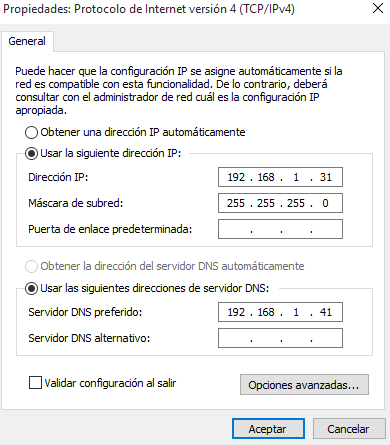 Propiedades: Protocolo de Internet versión 4 (TCP/IPv4)
General
Puede hacer que la configuración IP se asigne automáticamente si la
red es compatible con esta funcionalidad. De lo contrario, deberá
consultar con el administrador de red cuál es la configuración IP
apropiada.
Obtener una dirección IP automáticamente
Usar la siguiente dirección IP:
Dirección IP: 192 . 168 . 1 . 31
Máscara de subred: 255 . 255 . 255 . 0
Puerta de enlace predeterminada: . . .
Obtener la dirección del servidor DNS automáticamente
Usar las siguientes direcciones de servidor DNS:
Servidor DNS preferido: 192 . 168 . 1 . 41
Servidor DNS alternativo: . . .
Validar configuración al salir
Opciones avanzadas...
Aceptar
Cancelar